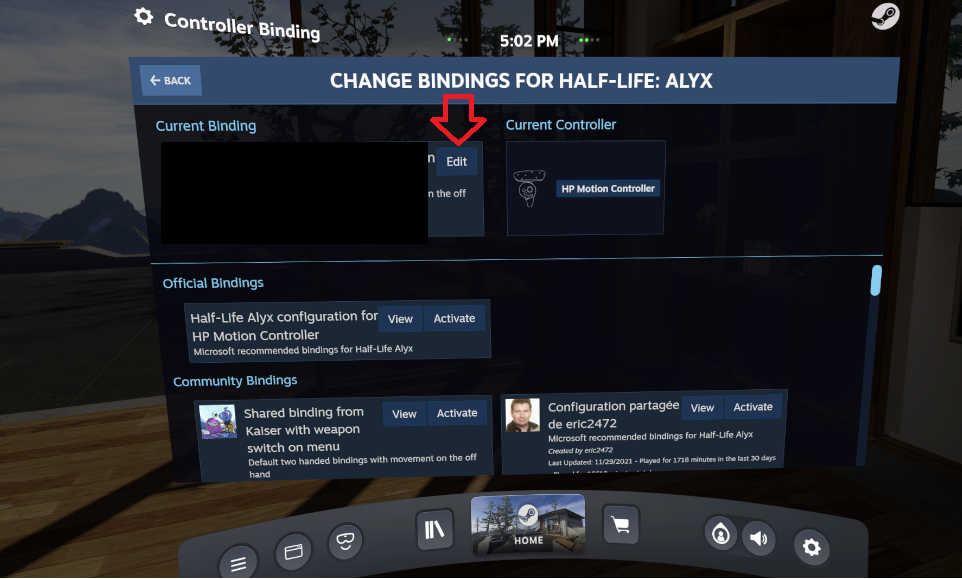 Controller Binding
5:02 PM
BACK
CHANGE BINDINGS FOR HALF-LIFE: ALYX
Current Binding
Current Controller
Edit
n the off
HP Motion Controller
Official Bindings
Half-Life Alyx configuration for
HP Motion Controller
Microsoft recommended bindings for Half-Life Alyx
View
Activate
Community Bindings
Shared binding from
Kaiser with weapon
switch on menu
Default two handed bindings with movement on the off
hand
View
Activate
Configuration partagée
de eric2472
Microsoft recommended bindings for Half-Life Alyx
Created by eric2472
Last Updated: 11/29/2021 - Played for 1718 minutes in the last 30 days
View
Activate
HOME